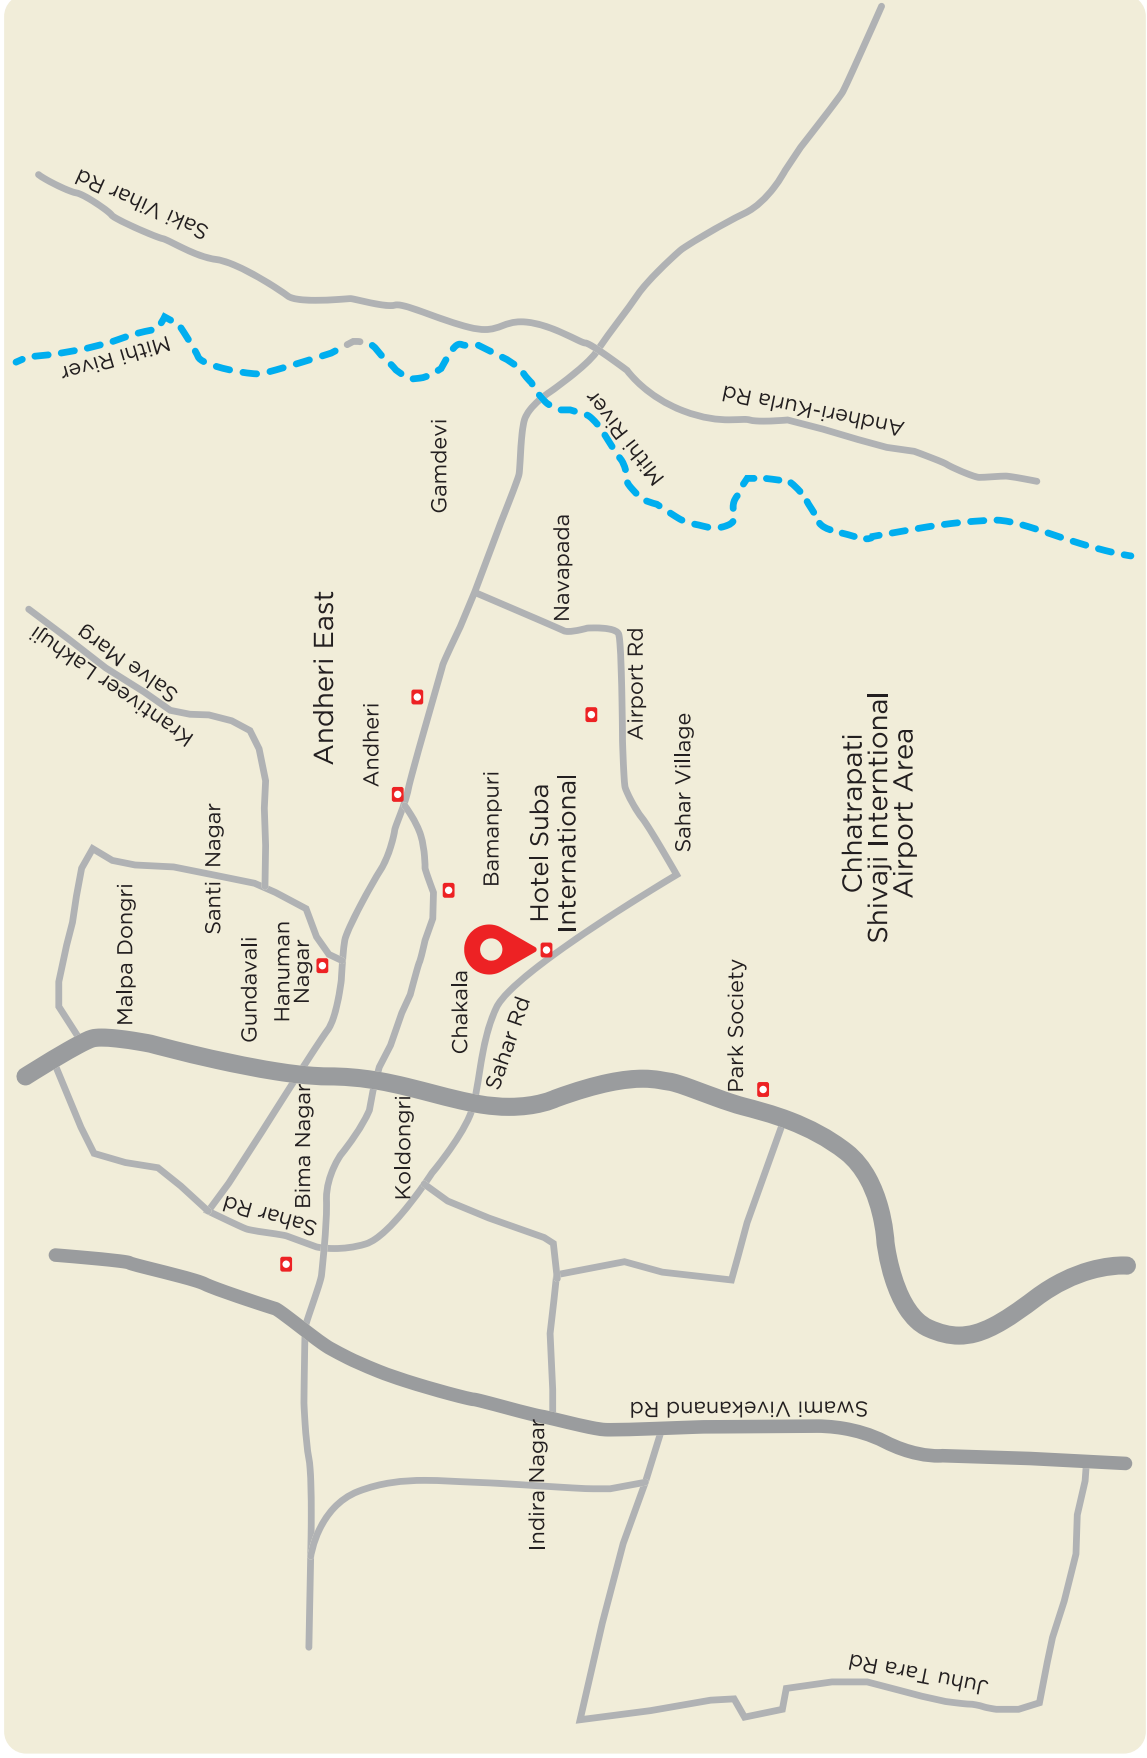 Saki Vihar Rd
Mithi River
Gamdevi
Mithi River
Andheri-Kurla Rd
Navapada
Krantiveer Lakhuji
Salve Marg
Andheri East
Andheri
Airport Rd
Sahar Village
Bamanpuri
Hotel Suba
International
Chhatrapati
Shivaji Interntional
Airport Area
Santi Nagar
Malpa Dongri
Gundavali
Hanuman
Nagar
Chakala
Sahar Rd
Park Society
Bima Nagar
Koldongri
Sahar Rd
Indira Nagar
Swami Vivekanand Rd
Juhu Tara Rd